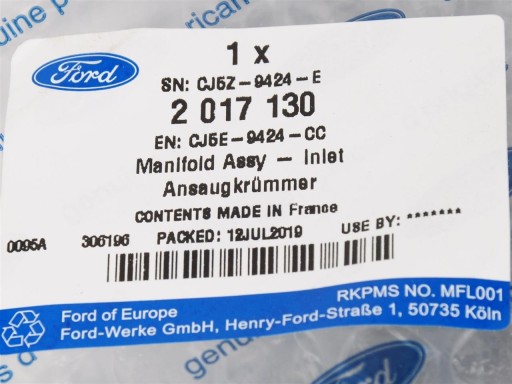 1 x
Ford
SN: CJ5Z-9424-E
2 017 130
EN: CJ5E-9424-CC
Manifold Assy - Inlet
Ansaugkrümmer
CONTENTS MADE IN France
0095A 306196 PACKED: 12JUL2019 USE BY: *******
RKPMS NO. MFL001
Ford of Europe
Ford-Werke GmbH, Henry-Ford-Straße 1, 50735 Köln